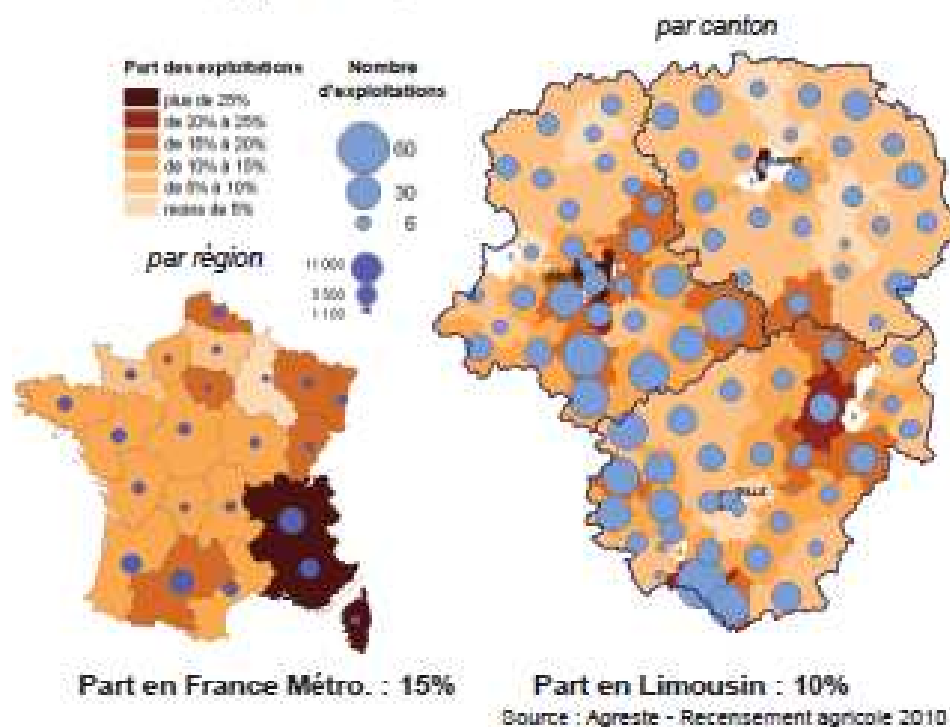 par canton
Part des exploitations
Nombre
d'exploitations
plus de 25%
de 20% à 25%
de 15% à 20%
de 10% à 15%
de 5% à 10%
moins de 5%
60
30
6
11 000
3 500
1 100
par région
Part en France Métro. : 15%
Part en Limousin : 10%
Source : Agreste - Recensement agricole 2010